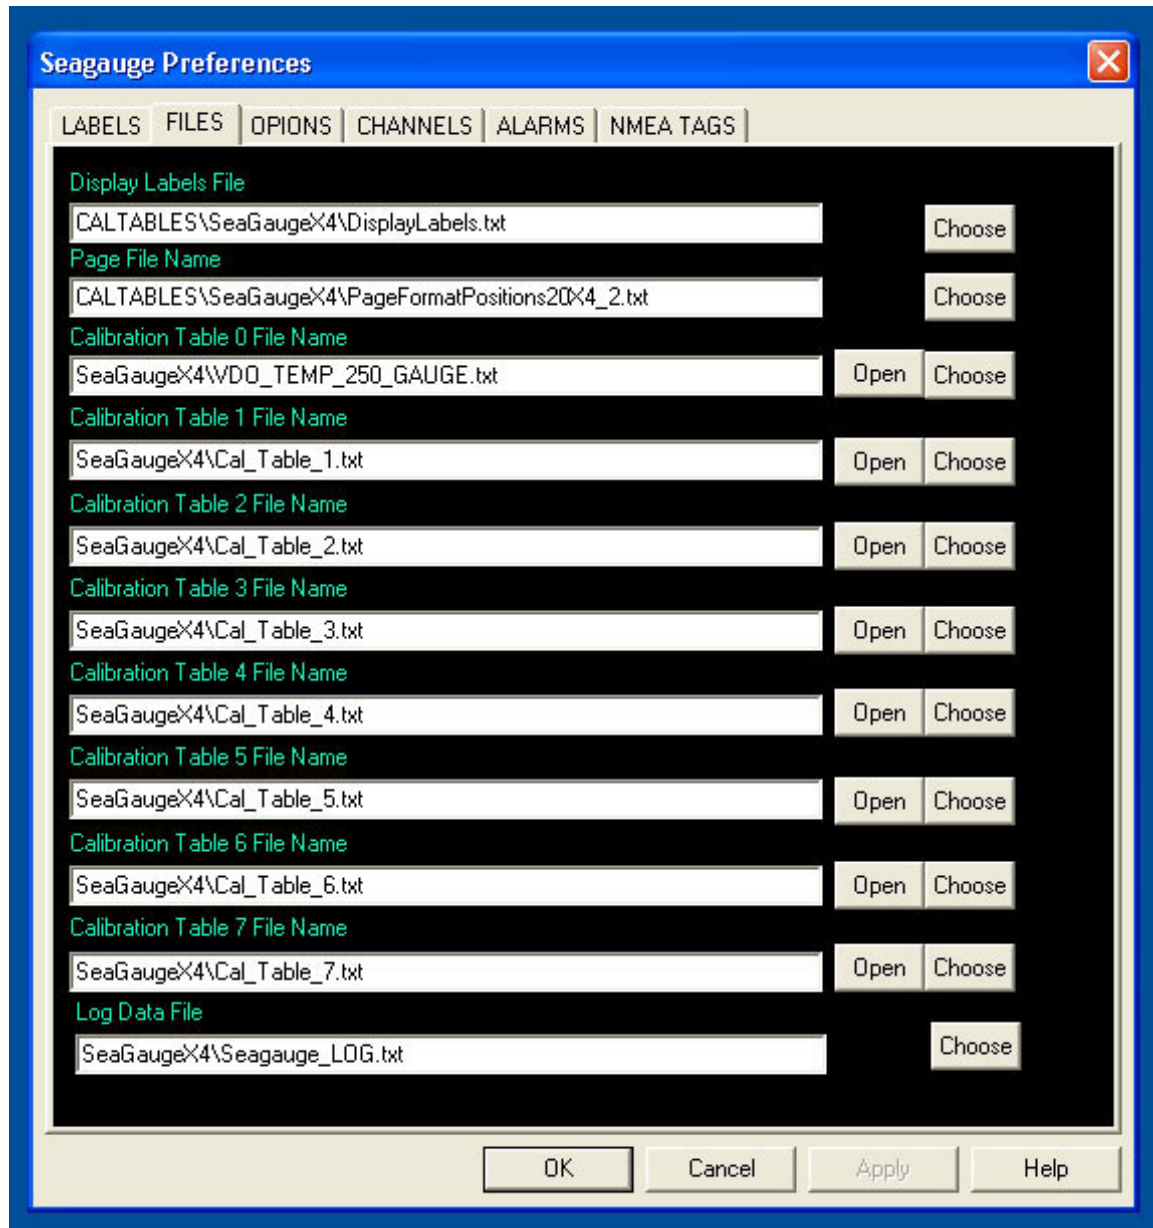 Seagauge Preferences
LABELS FILES OPIONS CHANNELS ALARMS NMEA TAGS
Display Labels File
CALTABLES\SeaGaugeX4\DisplayLabels.txt Choose
Page File Name
CALTABLES\SeaGaugeX4\PageFormatPositions20X4_2.txt Choose
Calibration Table 0 File Name
SeaGaugeX4\VDO_TEMP_250_GAUGE.txt Open Choose
Calibration Table 1 File Name
SeaGaugeX4\Cal_Table_1.txt Open Choose
Calibration Table 2 File Name
SeaGaugeX4\Cal_Table_2.txt Open Choose
Calibration Table 3 File Name
SeaGaugeX4\Cal_Table_3.txt Open Choose
Calibration Table 4 File Name
SeaGaugeX4\Cal_Table_4.txt Open Choose
Calibration Table 5 File Name
SeaGaugeX4\Cal_Table_5.txt Open Choose
Calibration Table 6 File Name
SeaGaugeX4\Cal_Table_6.txt Open Choose
Calibration Table 7 File Name
SeaGaugeX4\Cal_Table_7.txt Open Choose
Log Data File
SeaGaugeX4\Seagauge_LOG.txt Choose
OK Cancel Apply Help